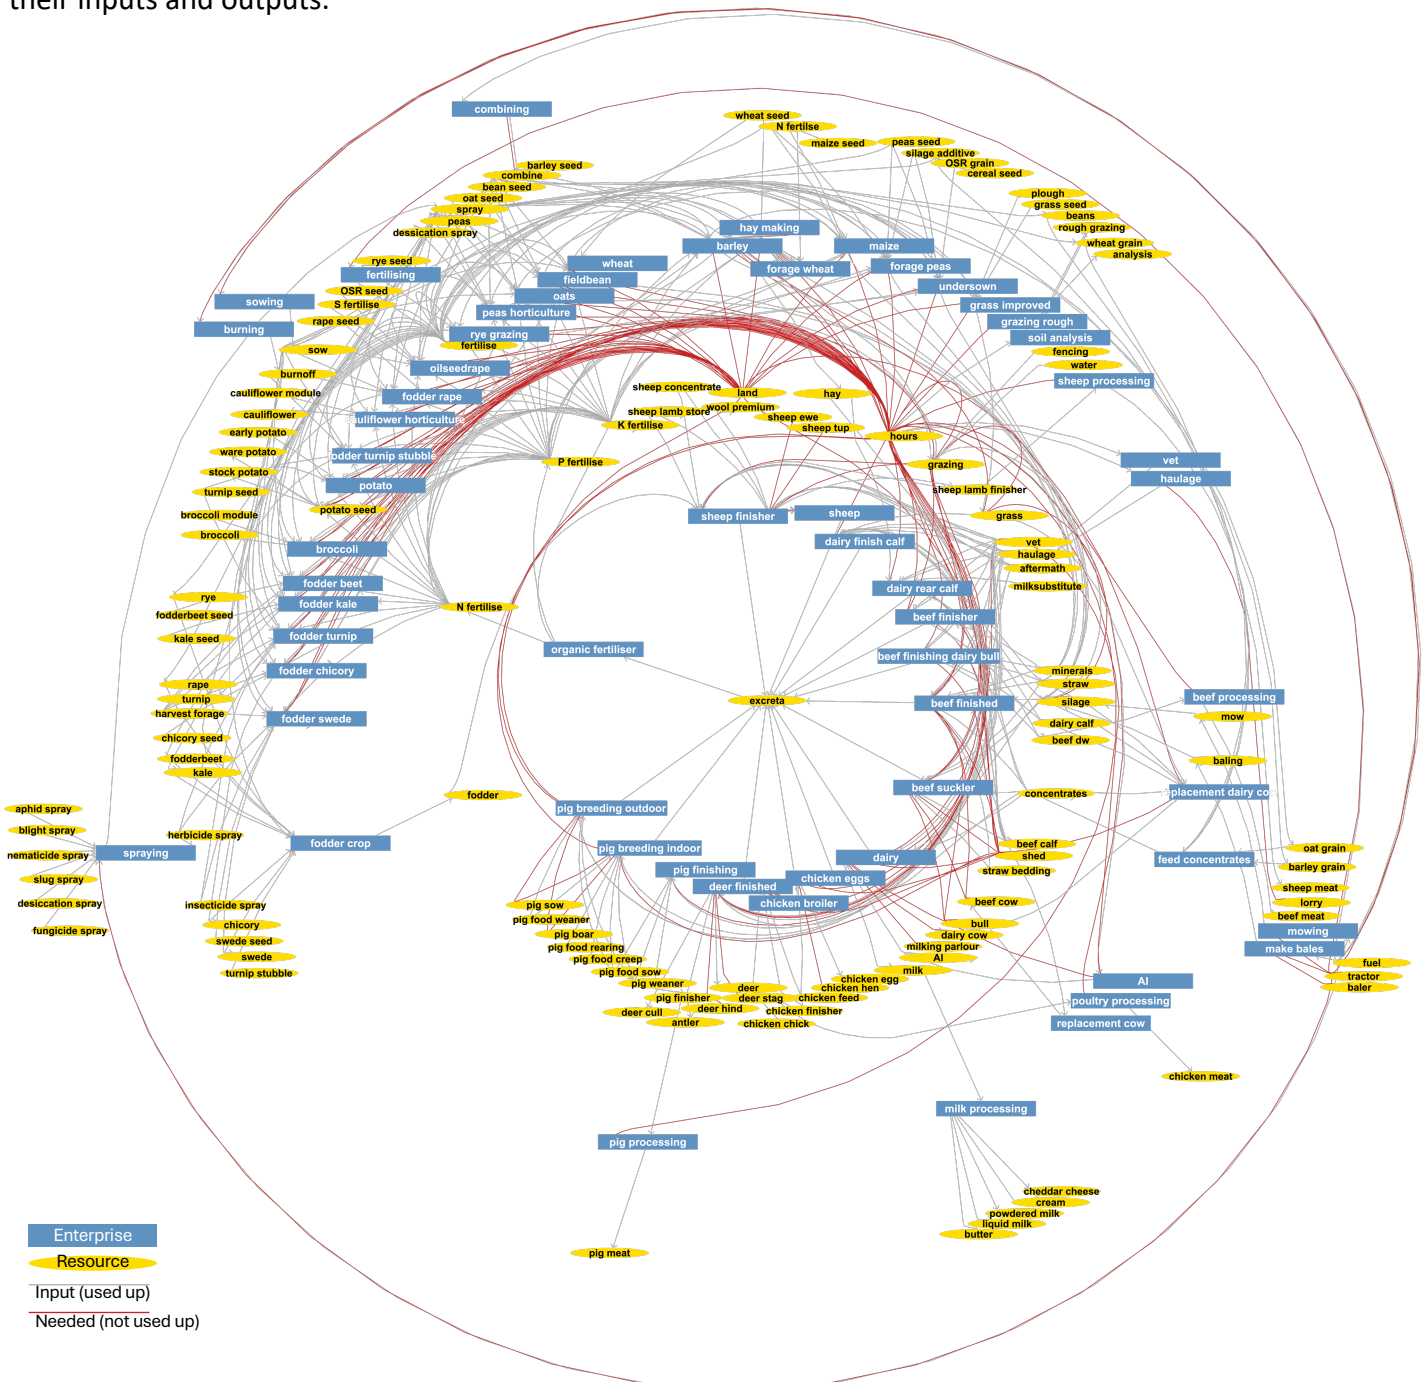 their inputs and outputs.
combining
wheat seed
N fertilse
maize seed
peas seed
silage additive
OSR grain
cereal seed
barley seed
combine
bean seed
oat seed
spray
peas
dessication spray
plough
grass seed
beans
rough grazing
wheat grain
analysis
hay making
barley
maize
forage wheat
forage peas
undersown
grass improved
grazing rough
soil analysis
fencing
water
sheep processing
rye seed
fertilising
wheat
fieldbean
oats
peas horticulture
rye grazing
fertilise
OSR seed
S fertilise
rape seed
sowing
burning
sow
burnoff
cauliflower module
cauliflower
early potato
ware potato
stock potato
turnip seed
broccoli module
broccoli
oilseedrape
fodder rape
auliflower horticulture
odder turnip stubble
potato
potato seed
sheep concentrate
land
hay
sheep lamb store
wool premium
sheep ewe
sheep tup
K fertilise
hours
P fertilise
grazing
sheep lamb finisher
grass
vet
haulage
sheep finisher
sheep
dairy finish calf
vet
haulage
aftermath
milksubstitute
broccoli
fodder beet
fodder kale
fodder turnip
fodder chicory
fodder swede
N fertilise
rye
fodderbeet seed
kale seed
rape
turnip
harvest forage
chicory seed
fodderbeet
kale
dairy rear calf
beef finisher
beef finishing dairy bull
beef finished
organic fertiliser
excreta
minerals
straw
silage
dairy calf
beef dw
beef processing
mow
baling
placement dairy co
beef suckler
concentrates
fodder
pig breeding outdoor
pig breeding indoor
pig finishing
deer finished
chicken eggs
chicken broiler
dairy
beef calf
shed
straw bedding
feed concentrates
oat grain
barley grain
sheep meat
lorry
beef meat
mowing
make bales
fuel
tractor
baler
aphid spray
blight spray
nematicide spray
slug spray
desiccation spray
fungicide spray
spraying
herbicide spray
fodder crop
insecticide spray
chicory
swede seed
swede
turnip stubble
pig sow
pig food weaner
pig boar
pig food rearing
pig food creep
pig food sow
pig weaner
pig finisher
deer cull
antler
deer
deer stag
deer hind
chicken finisher
chicken chick
chicken feed
chicken hen
chicken egg
milk
AI
milking parlour
dairy cow
bull
beef cow
AI
poultry processing
replacement cow
chicken meat
milk processing
pig processing
cheddar cheese
cream
powdered milk
liquid milk
butter
pig meat
Enterprise
Resource
Input (used up)
Needed (not used up)